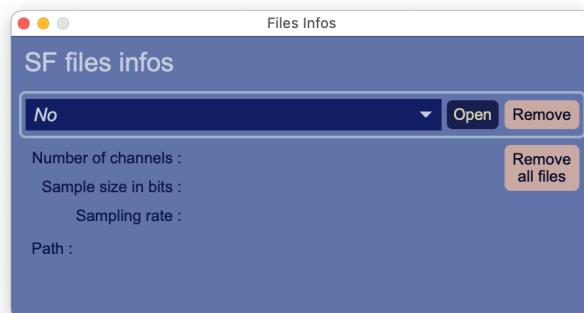 Files Infos
SF files infos
No
Open
Remove
Number of channels :
Remove
all files
Sample size in bits :
Sampling rate :
Path :